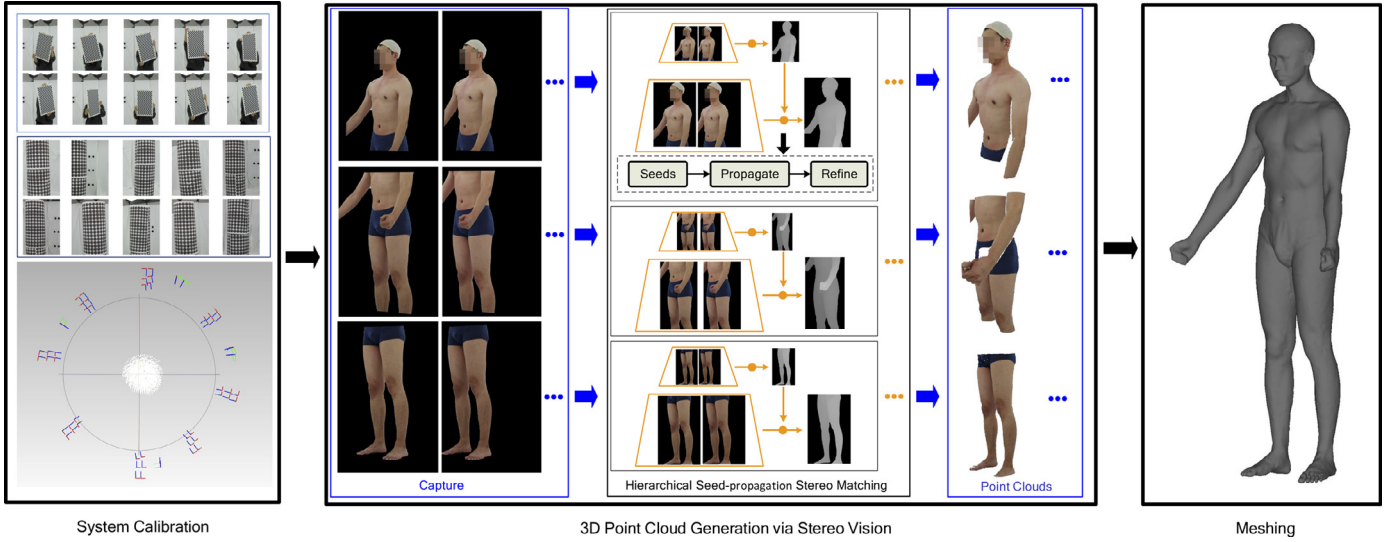 Seeds
Propagate
Refine
Capture
Hierarchical Seed-propagation Stereo Matching
Point Clouds
System Calibration
3D Point Cloud Generation via Stereo Vision
Meshing